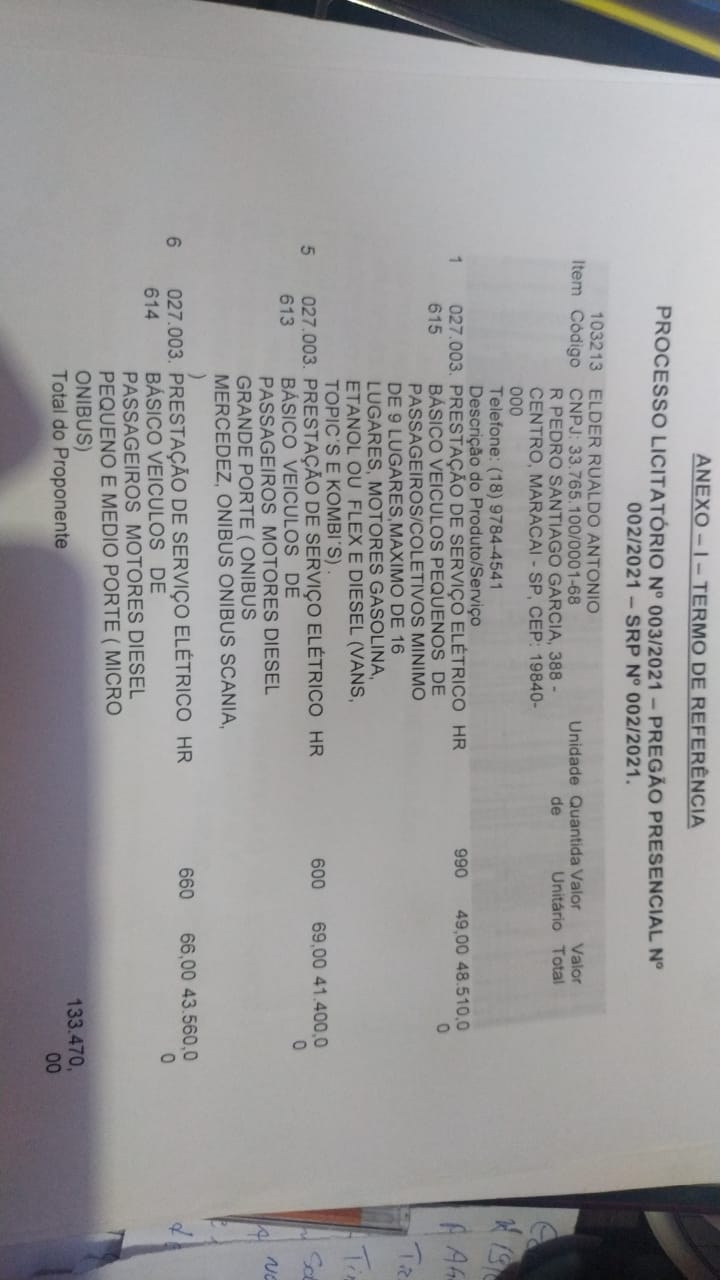 ANEXO – I – TERMO DE REFERÊNCIA
PROCESSO LICITATÓRIO Nº 003/2021 – PREGÃO PRESENCIAL Nº
002/2021 – SRP Nº 002/2021.
103213 ELDER RUALDO ANTONIO
Item Código CNPJ: 33.765.100/0001-68 Unidade Quantida Valor Valor
R PEDRO SANTIAGO GARCIA, 388 - de Unitário Total
CENTRO, MARACAI - SP, CEP: 19840-
000
Telefone: (18) 9784-4541
Descrição do Produto/Serviço
1 027.003. PRESTAÇÃO DE SERVIÇO ELÉTRICO HR 990 49,00 48.510,0
615 BÁSICO VEICULOS PEQUENOS DE 0
PASSAGEIROS/COLETIVOS MINIMO
DE 9 LUGARES,MAXIMO DE 16
LUGARES, MOTORES GASOLINA,
ETANOL OU FLEX E DIESEL (VANS,
TOPIC´S E KOMBI´S) .
5 027.003. PRESTAÇÃO DE SERVIÇO ELÉTRICO HR 600 69,00 41.400,0
613 BÁSICO VEICULOS DE 0
PASSAGEIROS MOTORES DIESEL
GRANDE PORTE ( ONIBUS
MERCEDEZ, ONIBUS ONIBUS SCANIA,
)
6 027.003. PRESTAÇÃO DE SERVIÇO ELÉTRICO HR 660 66,00 43.560,0
614 BÁSICO VEICULOS DE 0
PASSAGEIROS MOTORES DIESEL
PEQUENO E MEDIO PORTE ( MICRO
ONIBUS)
Total do Proponente 133.470,
00